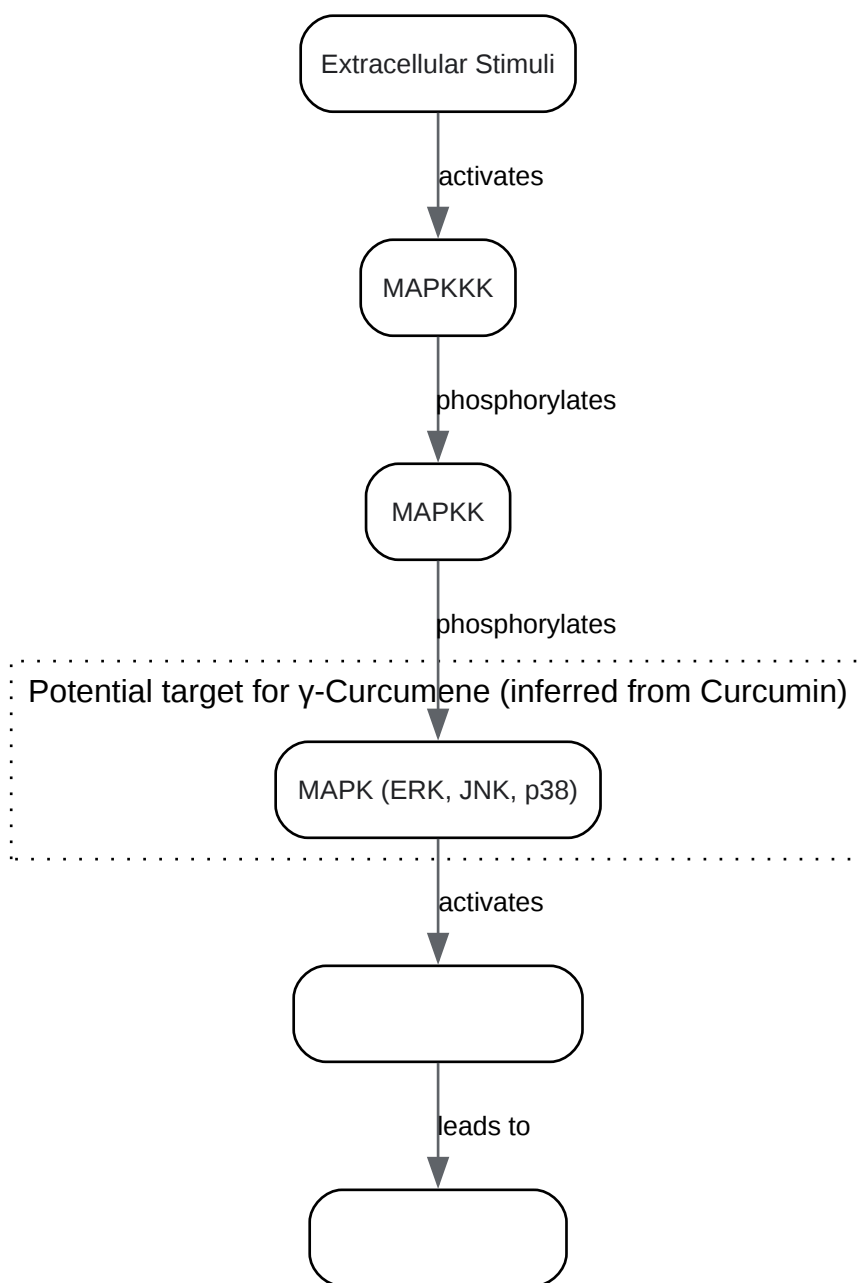 Extracellular Stimuli
activates
MAPKKK
phosphorylates
MAPKK
phosphorylates
Potential target for γ-Curcumene (inferred from Curcumin)
MAPK (ERK, JNK, p38)
activates
leads to